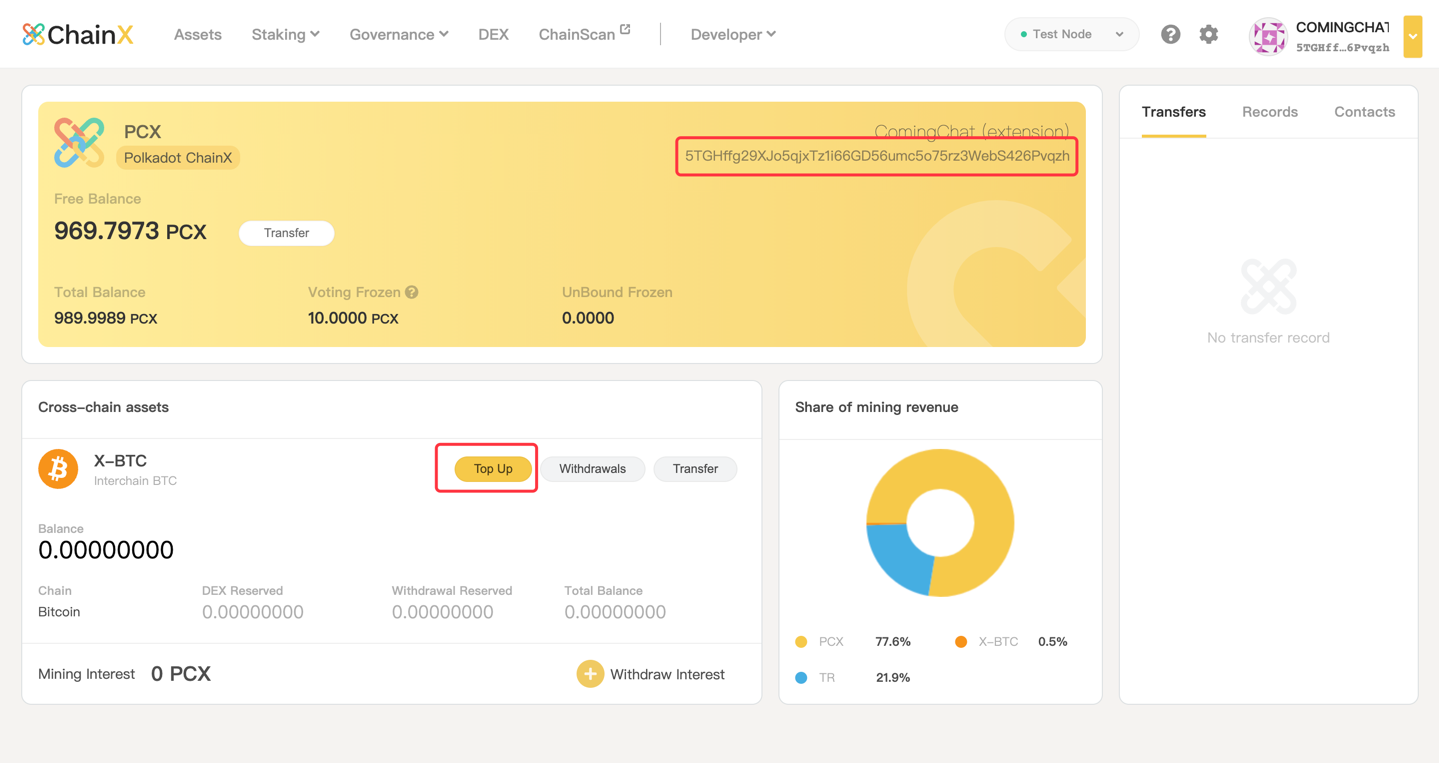 ChainX Assets Staking Governance DEX ChainScan Developer Test Node COMINGCHAT
5TGHff…6Pvqzh
Transfers Records Contacts
PCX
Polkadot ChainX
ComingChat (extension)
5TGHffg29XJo5qjxTz1i66GD56umc5o75rz3WebS426Pvqzh
Free Balance
969.7973 PCX Transfer
Total Balance Voting Frozen ? UnBound Frozen
989.9989 PCX 10.0000 PCX 0.0000
No transfer record
Cross-chain assets
X-BTC
Interchain BTC
Top Up Withdrawals Transfer
Balance
0.00000000
Chain DEX Reserved Withdrawal Reserved Total Balance
Bitcoin 0.00000000 0.00000000 0.00000000
Mining Interest 0 PCX Withdraw Interest
Share of mining revenue
PCX 77.6% X-BTC 0.5%
TR 21.9%